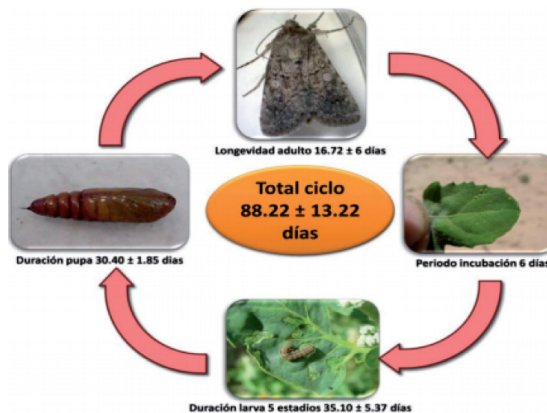 Longevidad adulto 16.72 ± 6 días
Total ciclo
88.22 ± 13.22
días
Duración pupa 30.40 ± 1.85 dias
Periodo incubación 6 días
Duración larva 5 estadios 35.10 ± 5.37 días